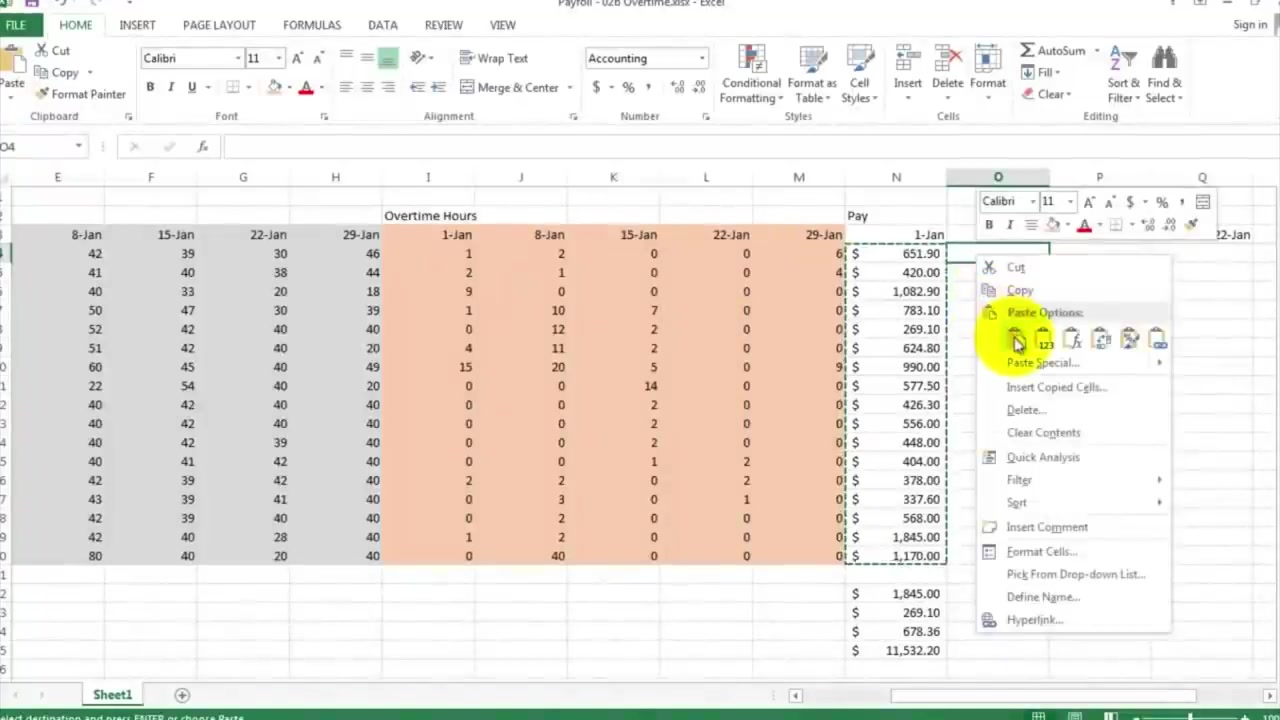 Payroll - 02B Overtime.xlsx - Excel
FILE HOME INSERT PAGE LAYOUT FORMULAS DATA REVIEW VIEW Sign in
Paste
Cut
Copy
Format Painter
Clipboard
Calibri 11
B I U
Font
Wrap Text
Merge & Center
Alignment
Accounting
$ % ,
Number
Conditional Formatting
Format as Table
Cell Styles
Styles
Insert
Delete
Format
Cells
AutoSum
Fill
Clear
Sort & Filter
Find & Select
Editing
O4 fx
E F G H I J K L M N O P Q
Overtime Hours Pay
8-Jan 15-Jan 22-Jan 29-Jan 1-Jan 8-Jan 15-Jan 22-Jan 29-Jan 1-Jan 22-Jan
42 39 30 46 1 2 0 0 6 $ 651.90
41 40 38 44 2 1 0 0 4 $ 420.00
40 33 20 18 9 0 0 0 0 $ 1,082.90
50 47 30 39 1 10 7 0 0 $ 783.10
52 42 40 40 0 12 2 0 0 $ 269.10
51 42 40 20 4 11 2 0 0 $ 624.80
60 45 40 49 15 20 5 0 9 $ 990.00
22 54 40 20 0 0 14 0 0 $ 577.50
40 42 40 40 0 0 2 0 0 $ 426.30
40 42 40 40 0 0 2 0 0 $ 556.00
40 42 39 40 0 0 2 0 0 $ 448.00
40 41 42 40 0 0 1 2 0 $ 404.00
42 39 42 40 2 2 0 2 0 $ 378.00
43 39 41 40 0 3 0 1 0 $ 337.60
42 39 40 40 0 2 0 0 0 $ 568.00
42 40 28 40 1 2 0 0 0 $ 1,845.00
80 40 20 40 0 40 0 0 0 $ 1,170.00
$ 1,845.00
$ 269.10
$ 678.36
$ 11,532.20
Calibri 11 A A $ % ,
B I A
Cut
Copy
Paste Options:
123 fx
Paste Special...
Insert Copied Cells...
Delete...
Clear Contents
Quick Analysis
Filter
Sort
Insert Comment
Format Cells...
Pick From Drop-down List...
Define Name...
Hyperlink...
Sheet1
elect destination and press ENTER or choose Paste